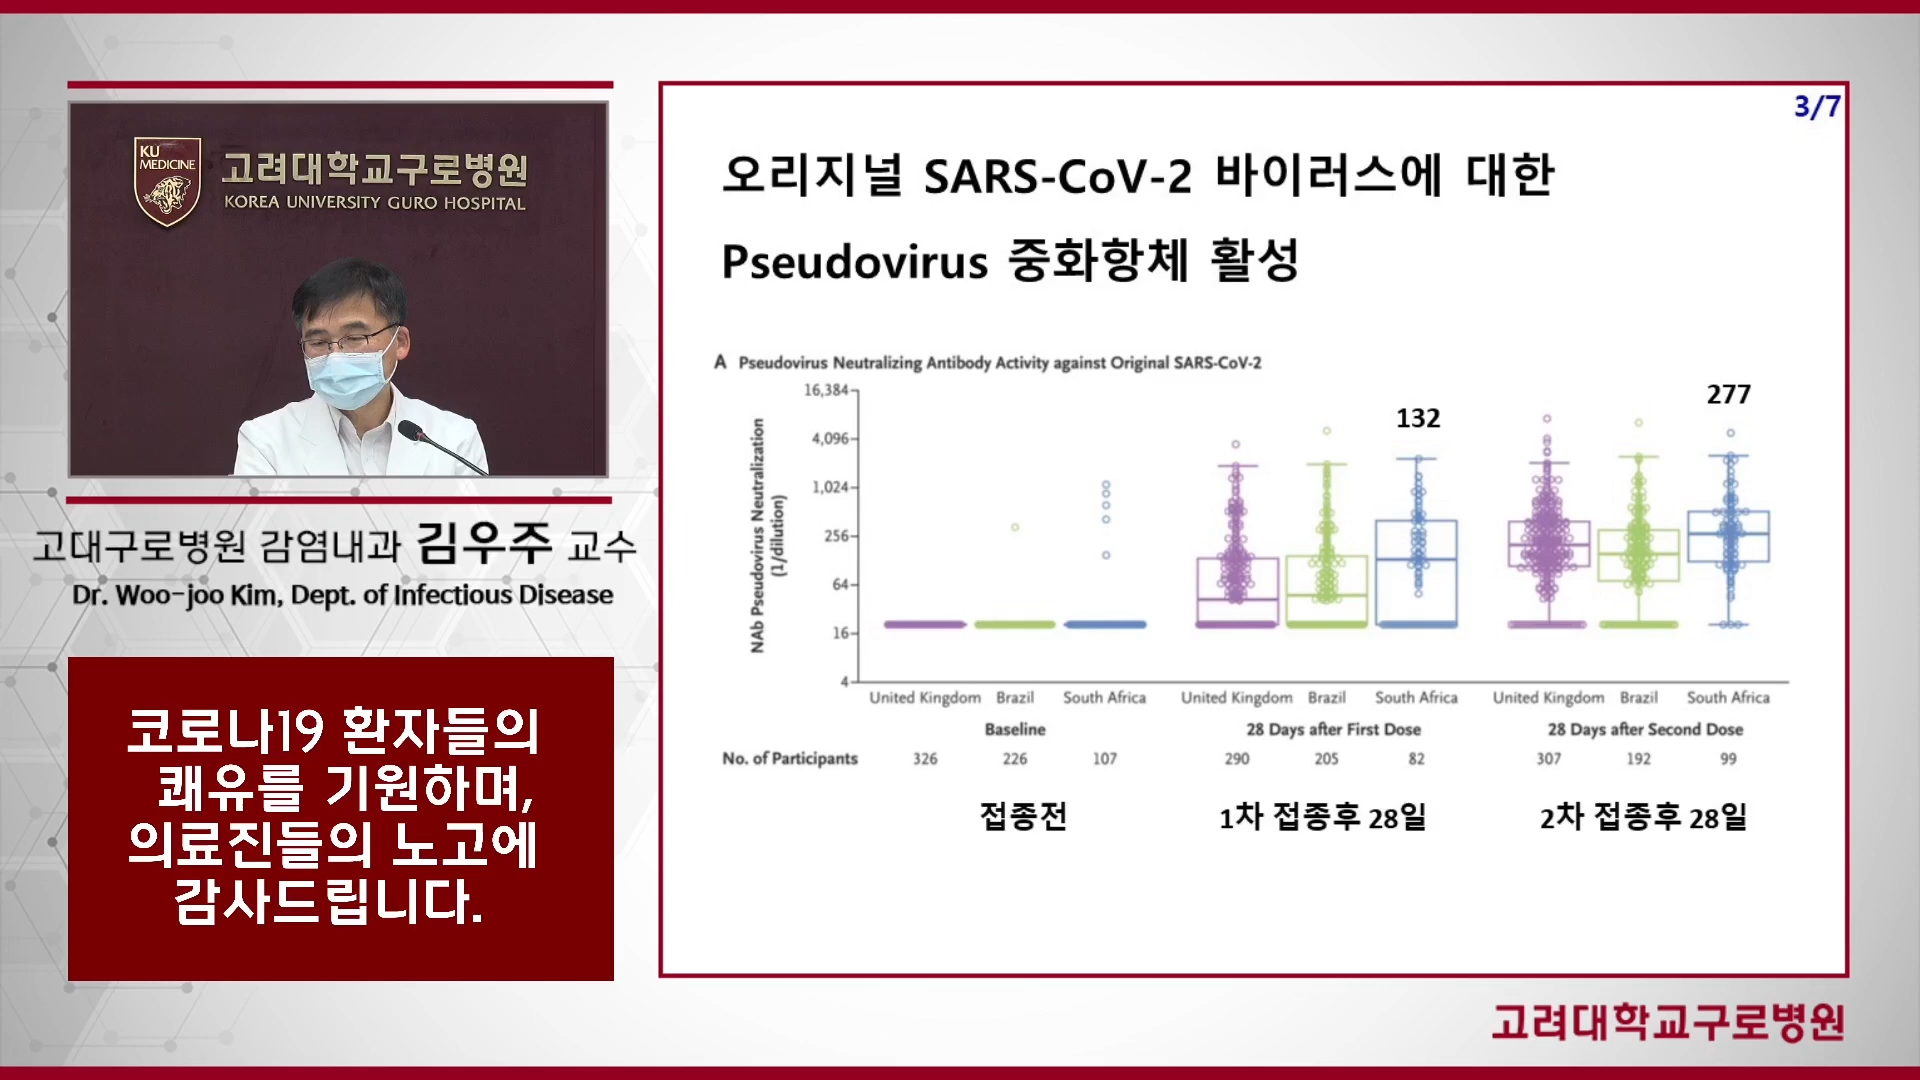 KU
MEDICINE
고려대학교구로병원
KOREA UNIVERSITY GURO HOSPITAL
고대구로병원 감염내과 김우주 교수
Dr. Woo-joo Kim, Dept. of Infectious Disease
코로나19 환자들의
쾌유를 기원하며,
의료진들의 노고에
감사드립니다.
3/7
오리지널 SARS-CoV-2 바이러스에 대한
Pseudovirus 중화항체 활성
A Pseudovirus Neutralizing Antibody Activity against Original SARS-CoV-2
NAb Pseudovirus Neutralization
(1/dilution)
16,384
4,096
1,024
256
64
16
4
132
277
United Kingdom Brazil South Africa United Kingdom Brazil South Africa United Kingdom Brazil South Africa
Baseline 28 Days after First Dose 28 Days after Second Dose
No. of Participants 326 226 107 290 205 82 307 192 99
접종전 1차 접종후 28일 2차 접종후 28일
고려대학교구로병원